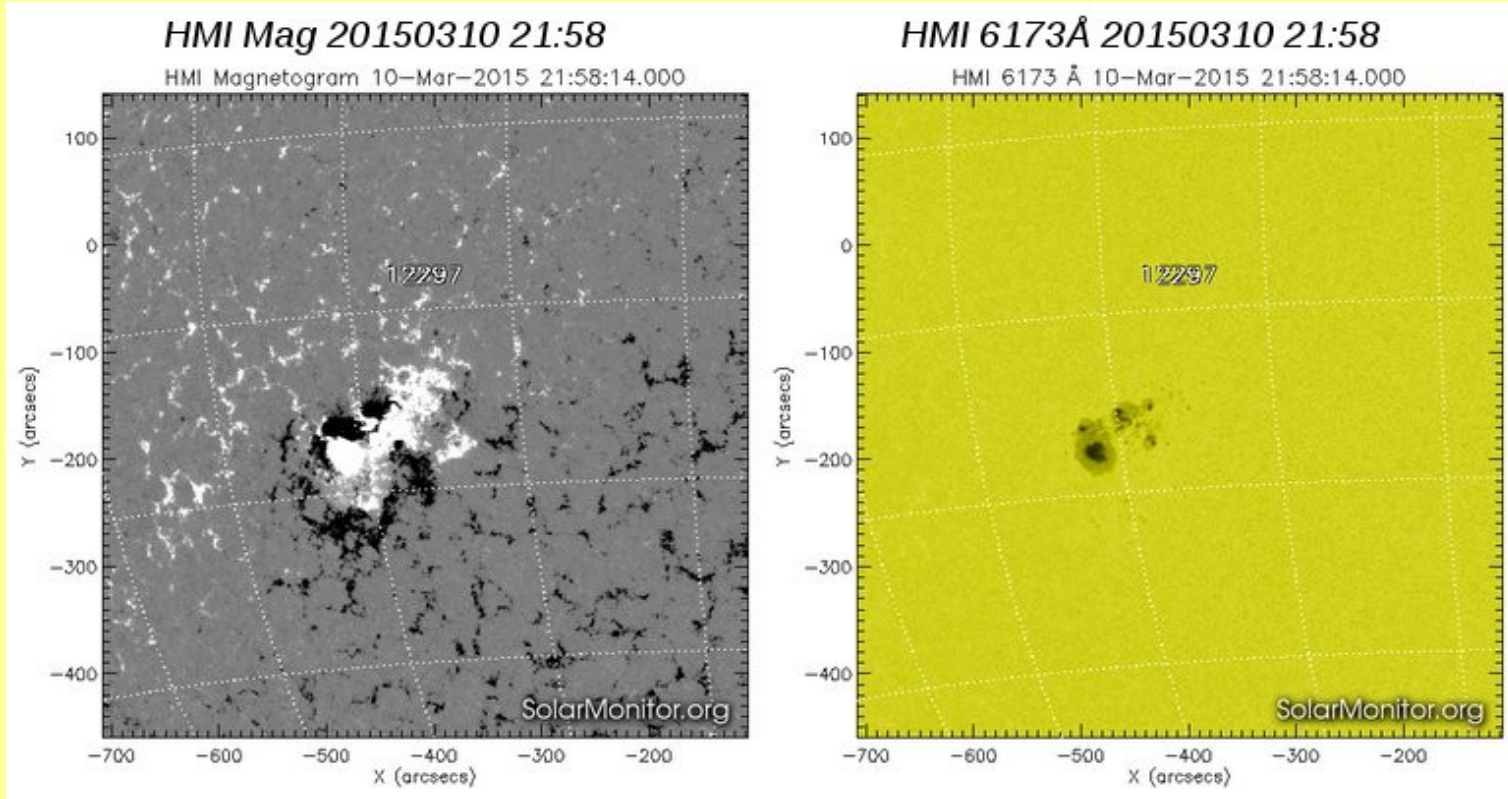 HMI Mag 20150310 21:58
HMI Magnetogram 10-Mar-2015 21:58:14.000
100
0
-100
-200
-300
-400
Y (arcsecs)
12297
SolarMonitor.org
-700 -600 -500 -400 -300 -200
X (arcsecs)
HMI 6173Å 20150310 21:58
HMI 6173 Å 10-Mar-2015 21:58:14.000
100
0
-100
-200
-300
-400
Y (arcsecs)
12297
SolarMonitor.org
-700 -600 -500 -400 -300 -200
X (arcsecs)